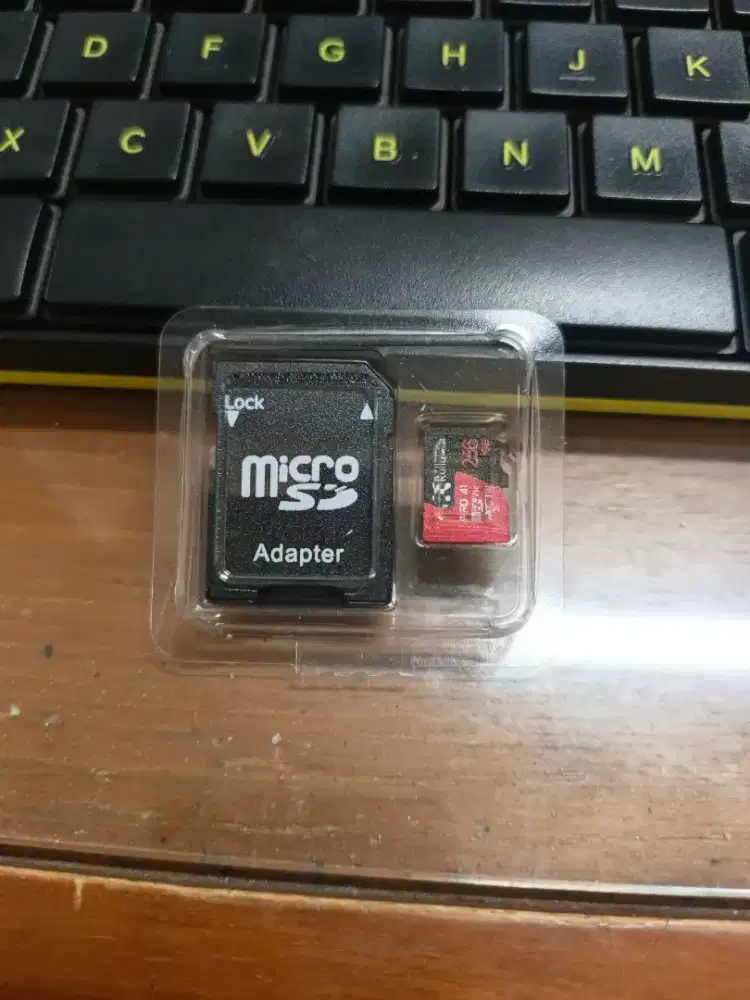 D F G H J K
X C V B N M
Lock
Micro
SD
Adapter
256